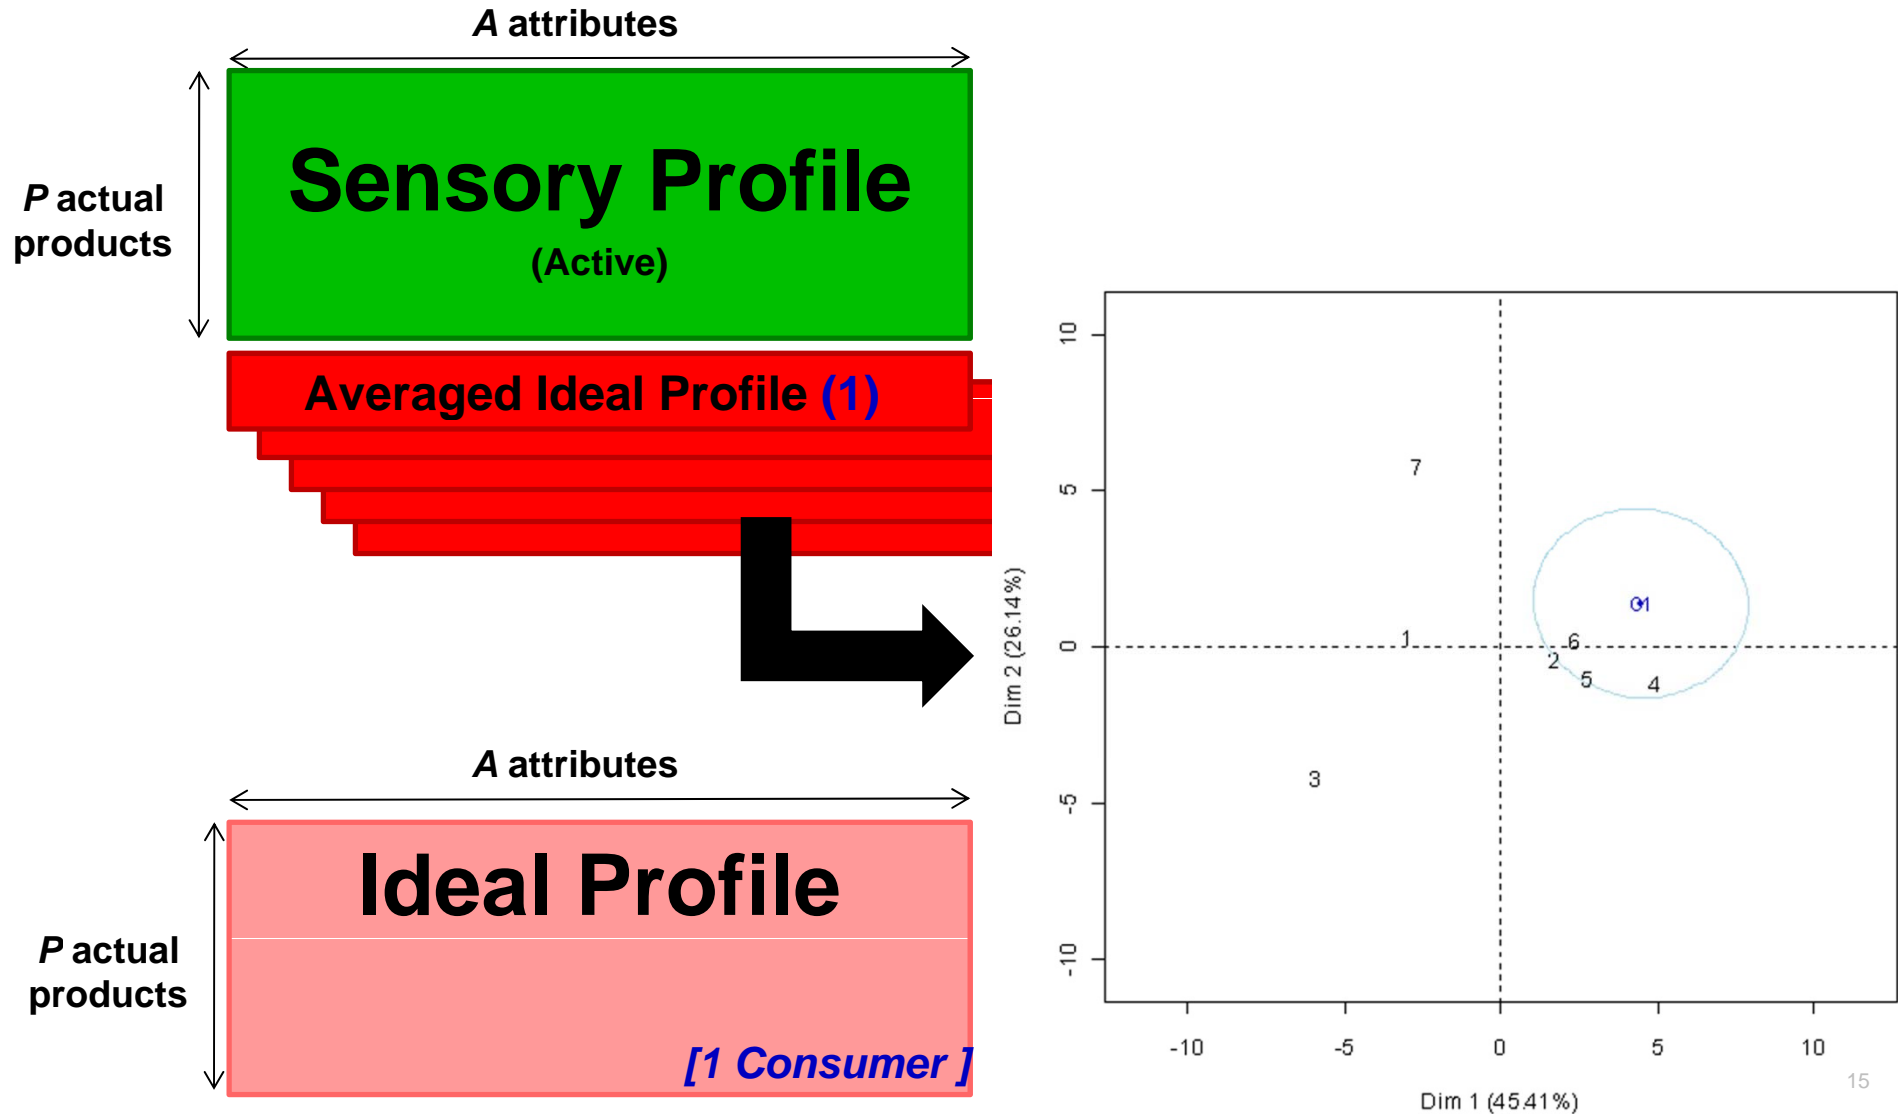 A attributes
P actual
products
Sensory Profile
(Active)
Averaged Ideal Profile (1)
A attributes
P actual
products
Ideal Profile
[1 Consumer ]
Dim 2 (26.14%)
10
5
0
-5
-10
7
1
6
2
5
4
3
-10
-5
0
5
10
Dim 1 (45.41%)
15